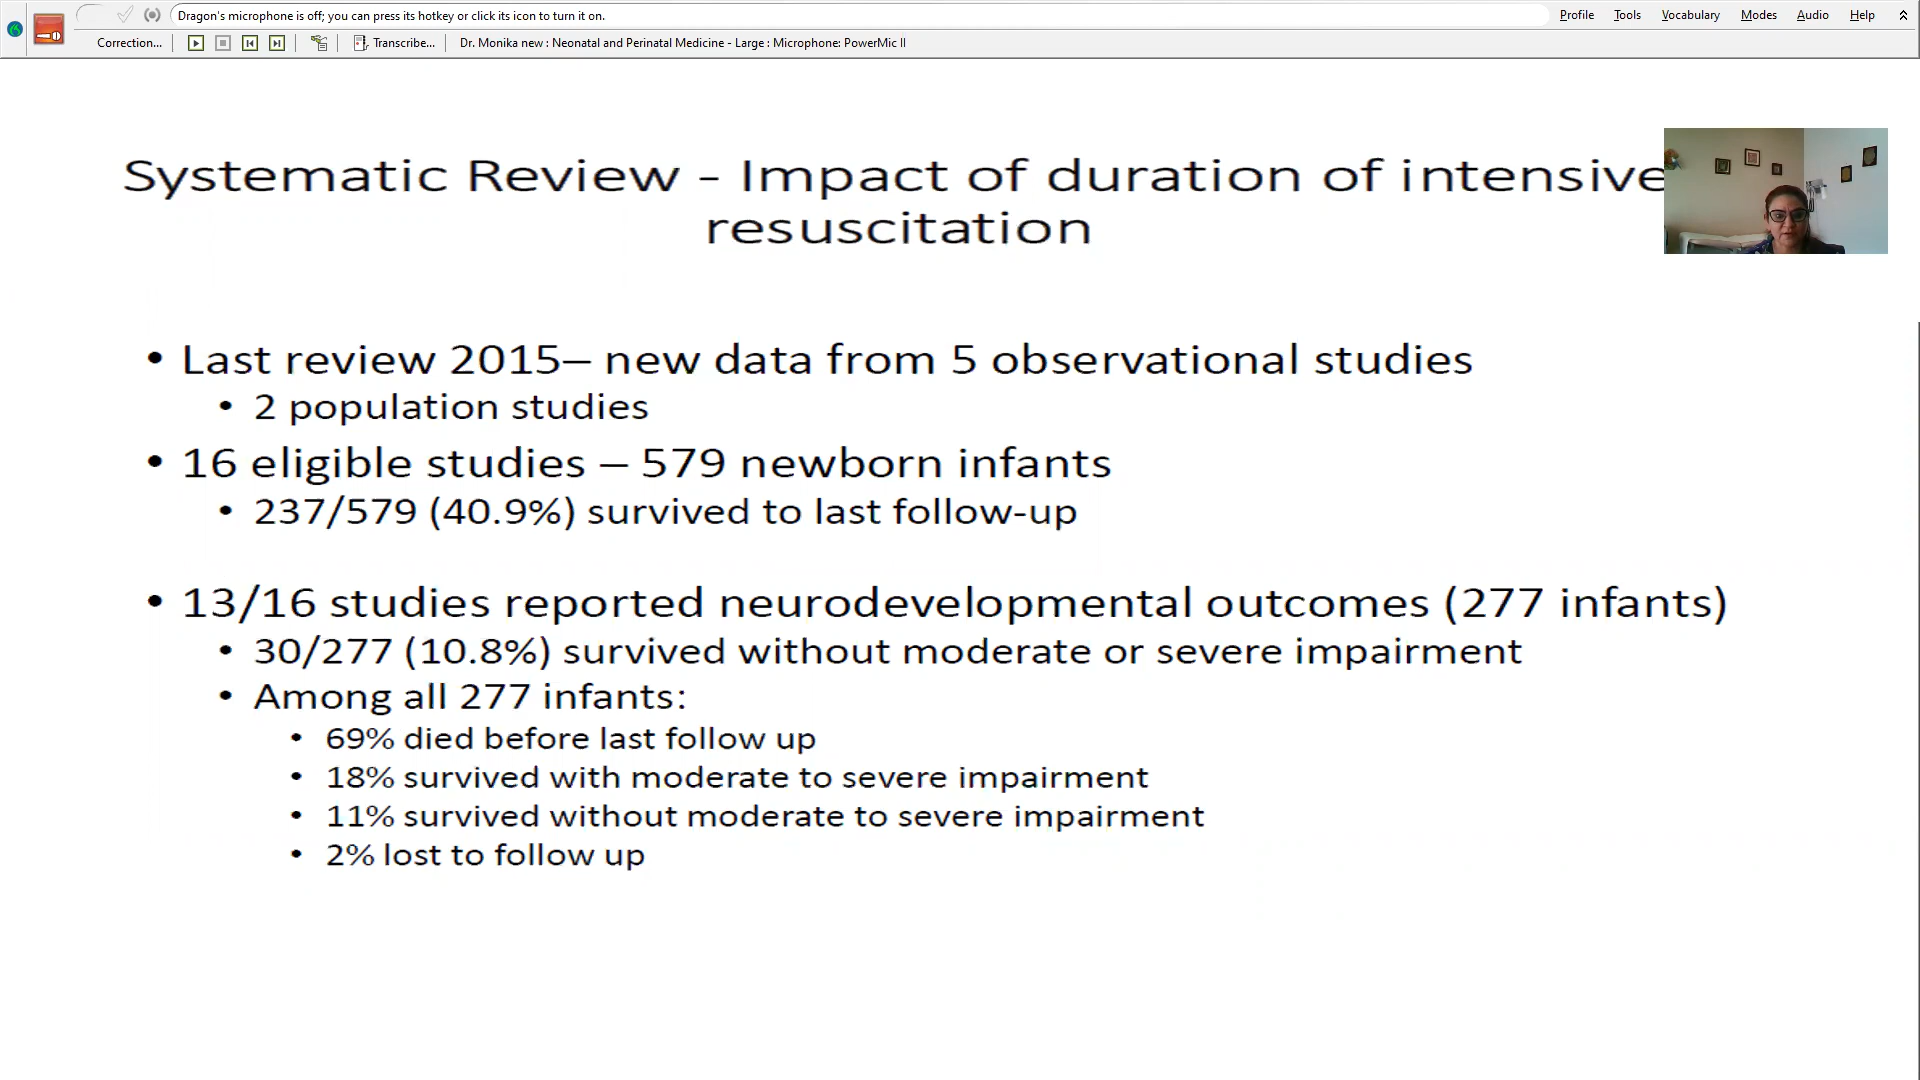 Dragon's microphone is off; you can press its hotkey or click its icon to turn it on.
Profile Tools Vocabulary Modes Audio Help
Correction... Transcribe... Dr. Monika new : Neonatal and Perinatal Medicine - Large : Microphone: PowerMic II
Systematic Review - Impact of duration of intensive
resuscitation
• Last review 2015– new data from 5 observational studies
• 2 population studies
• 16 eligible studies – 579 newborn infants
• 237/579 (40.9%) survived to last follow-up
• 13/16 studies reported neurodevelopmental outcomes (277 infants)
• 30/277 (10.8%) survived without moderate or severe impairment
• Among all 277 infants:
• 69% died before last follow up
• 18% survived with moderate to severe impairment
• 11% survived without moderate to severe impairment
• 2% lost to follow up